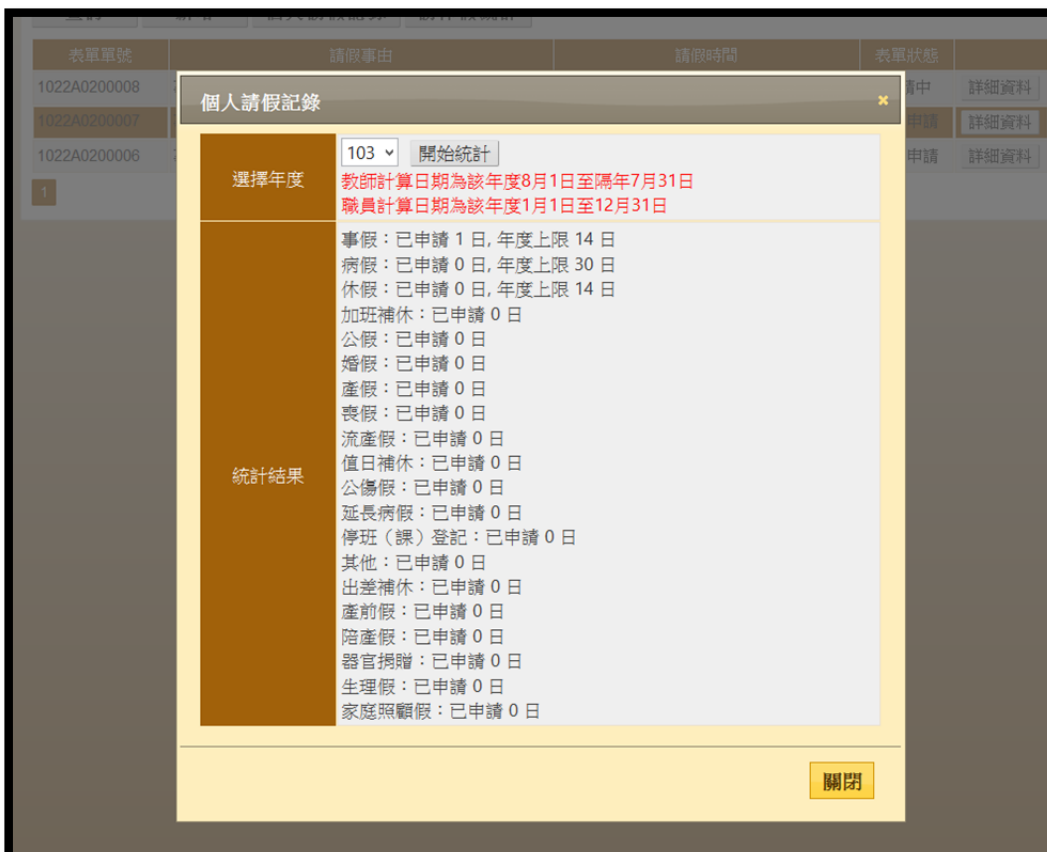 表單單號 請假事由 請假時間 表單狀態
1022A0200008 請中 詳細資料
1022A0200007 申請 詳細資料
1022A0200006 申請 詳細資料
1
個人請假記錄 ×
選擇年度
103 開始統計
教師計算日期為該年度8月1日至隔年7月31日
職員計算日期為該年度1月1日至12月31日
統計結果
事假：已申請 1 日, 年度上限 14 日
病假：已申請 0 日, 年度上限 30 日
休假：已申請 0 日, 年度上限 14 日
加班補休：已申請 0 日
公假：已申請 0 日
婚假：已申請 0 日
產假：已申請 0 日
喪假：已申請 0 日
流產假：已申請 0 日
值日補休：已申請 0 日
公傷假：已申請 0 日
延長病假：已申請 0 日
停班（課）登記：已申請 0 日
其他：已申請 0 日
出差補休：已申請 0 日
產前假：已申請 0 日
陪產假：已申請 0 日
器官捐贈：已申請 0 日
生理假：已申請 0 日
家庭照顧假：已申請 0 日
關閉